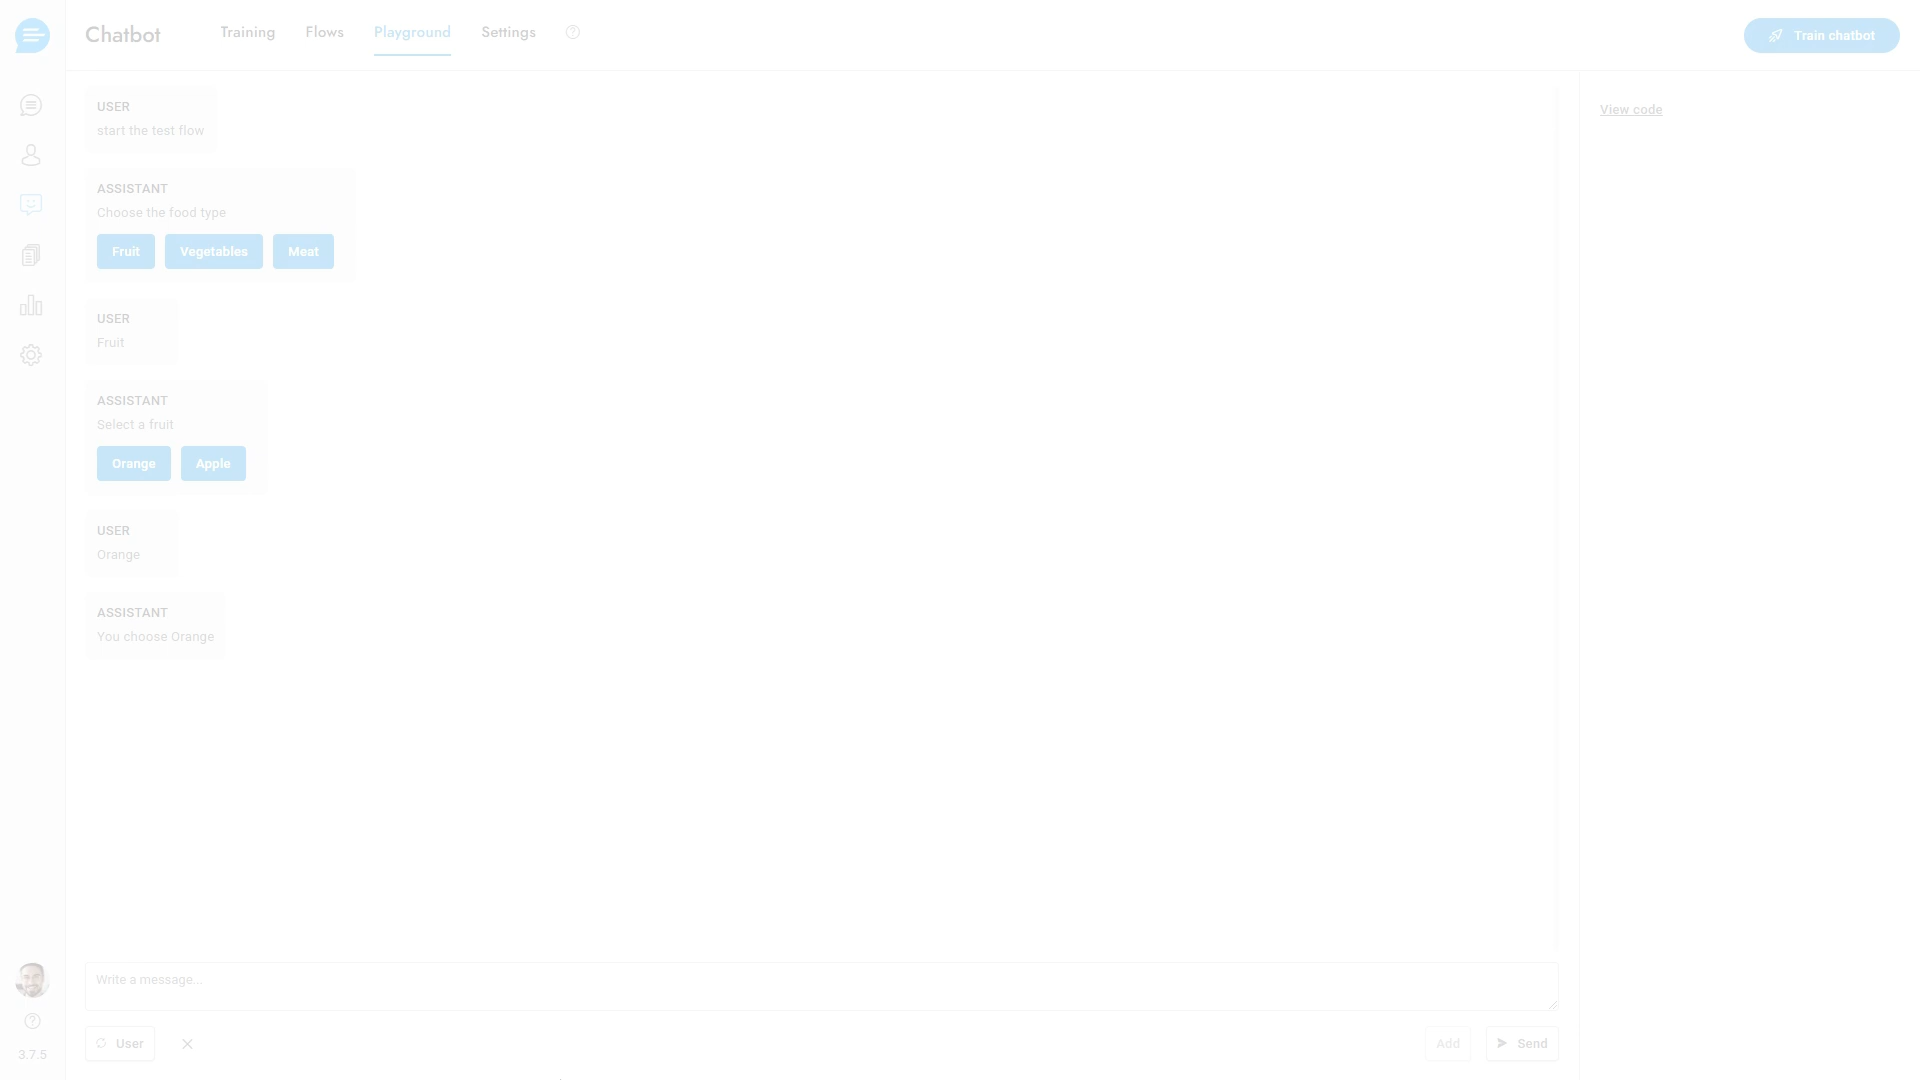 Chatbot
Training
Flows
Playground
Settings
Train chatbot
View code
USER
start the test flow
ASSISTANT
Choose the food type
Fruit
Vegetables
Meat
USER
Fruit
ASSISTANT
Select a fruit
Orange
Apple
USER
Orange
ASSISTANT
You choose Orange
Write a message...
User
Add
Send
3.7.5